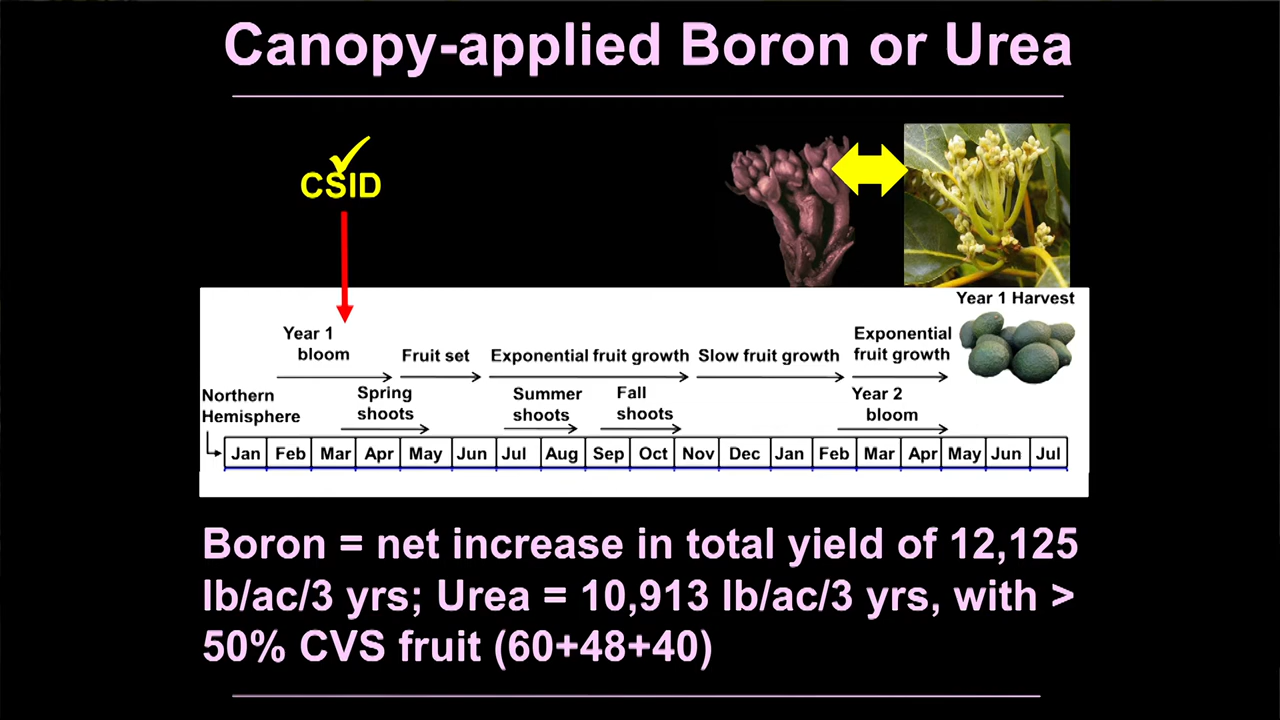 Canopy-applied Boron or Urea
CSID
Year 1 Harvest
Year 1
bloom
Fruit set
Exponential fruit growth
Slow fruit growth
Exponential
fruit growth
Northern
Hemisphere
Spring
shoots
Summer
shoots
Fall
shoots
Year 2
bloom
Jan Feb Mar Apr May Jun Jul Aug Sep Oct Nov Dec Jan Feb Mar Apr May Jun Jul
Boron = net increase in total yield of 12,125
lb/ac/3 yrs; Urea = 10,913 lb/ac/3 yrs, with >
50% CVS fruit (60+48+40)